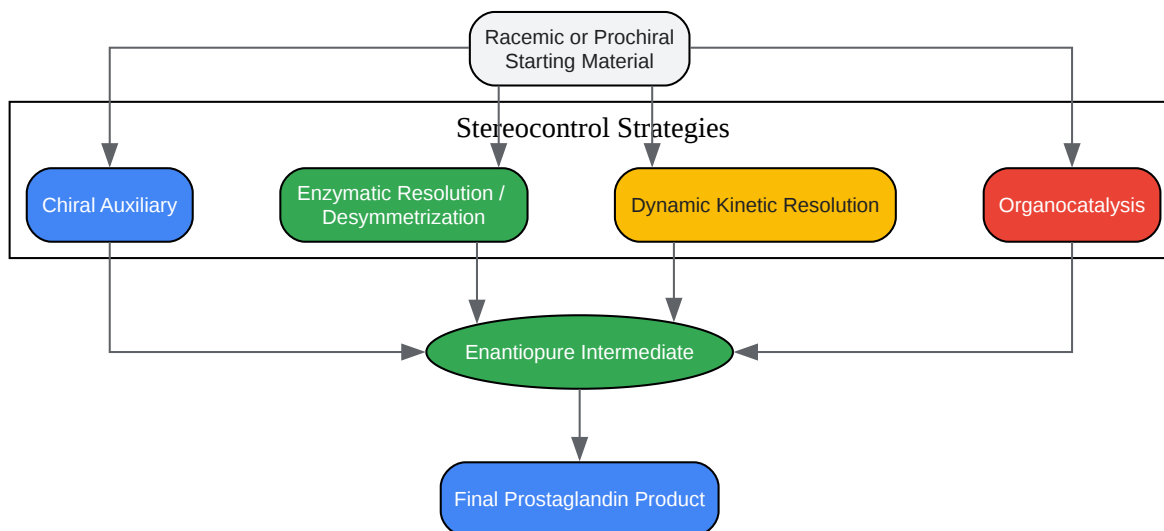 Racemic or Prochiral
Starting Material
Stereocontrol Strategies
Chiral Auxiliary
Enzymatic Resolution /
Desymmetrization
Dynamic Kinetic Resolution
Organocatalysis
Enantiopure Intermediate
Final Prostaglandin Product